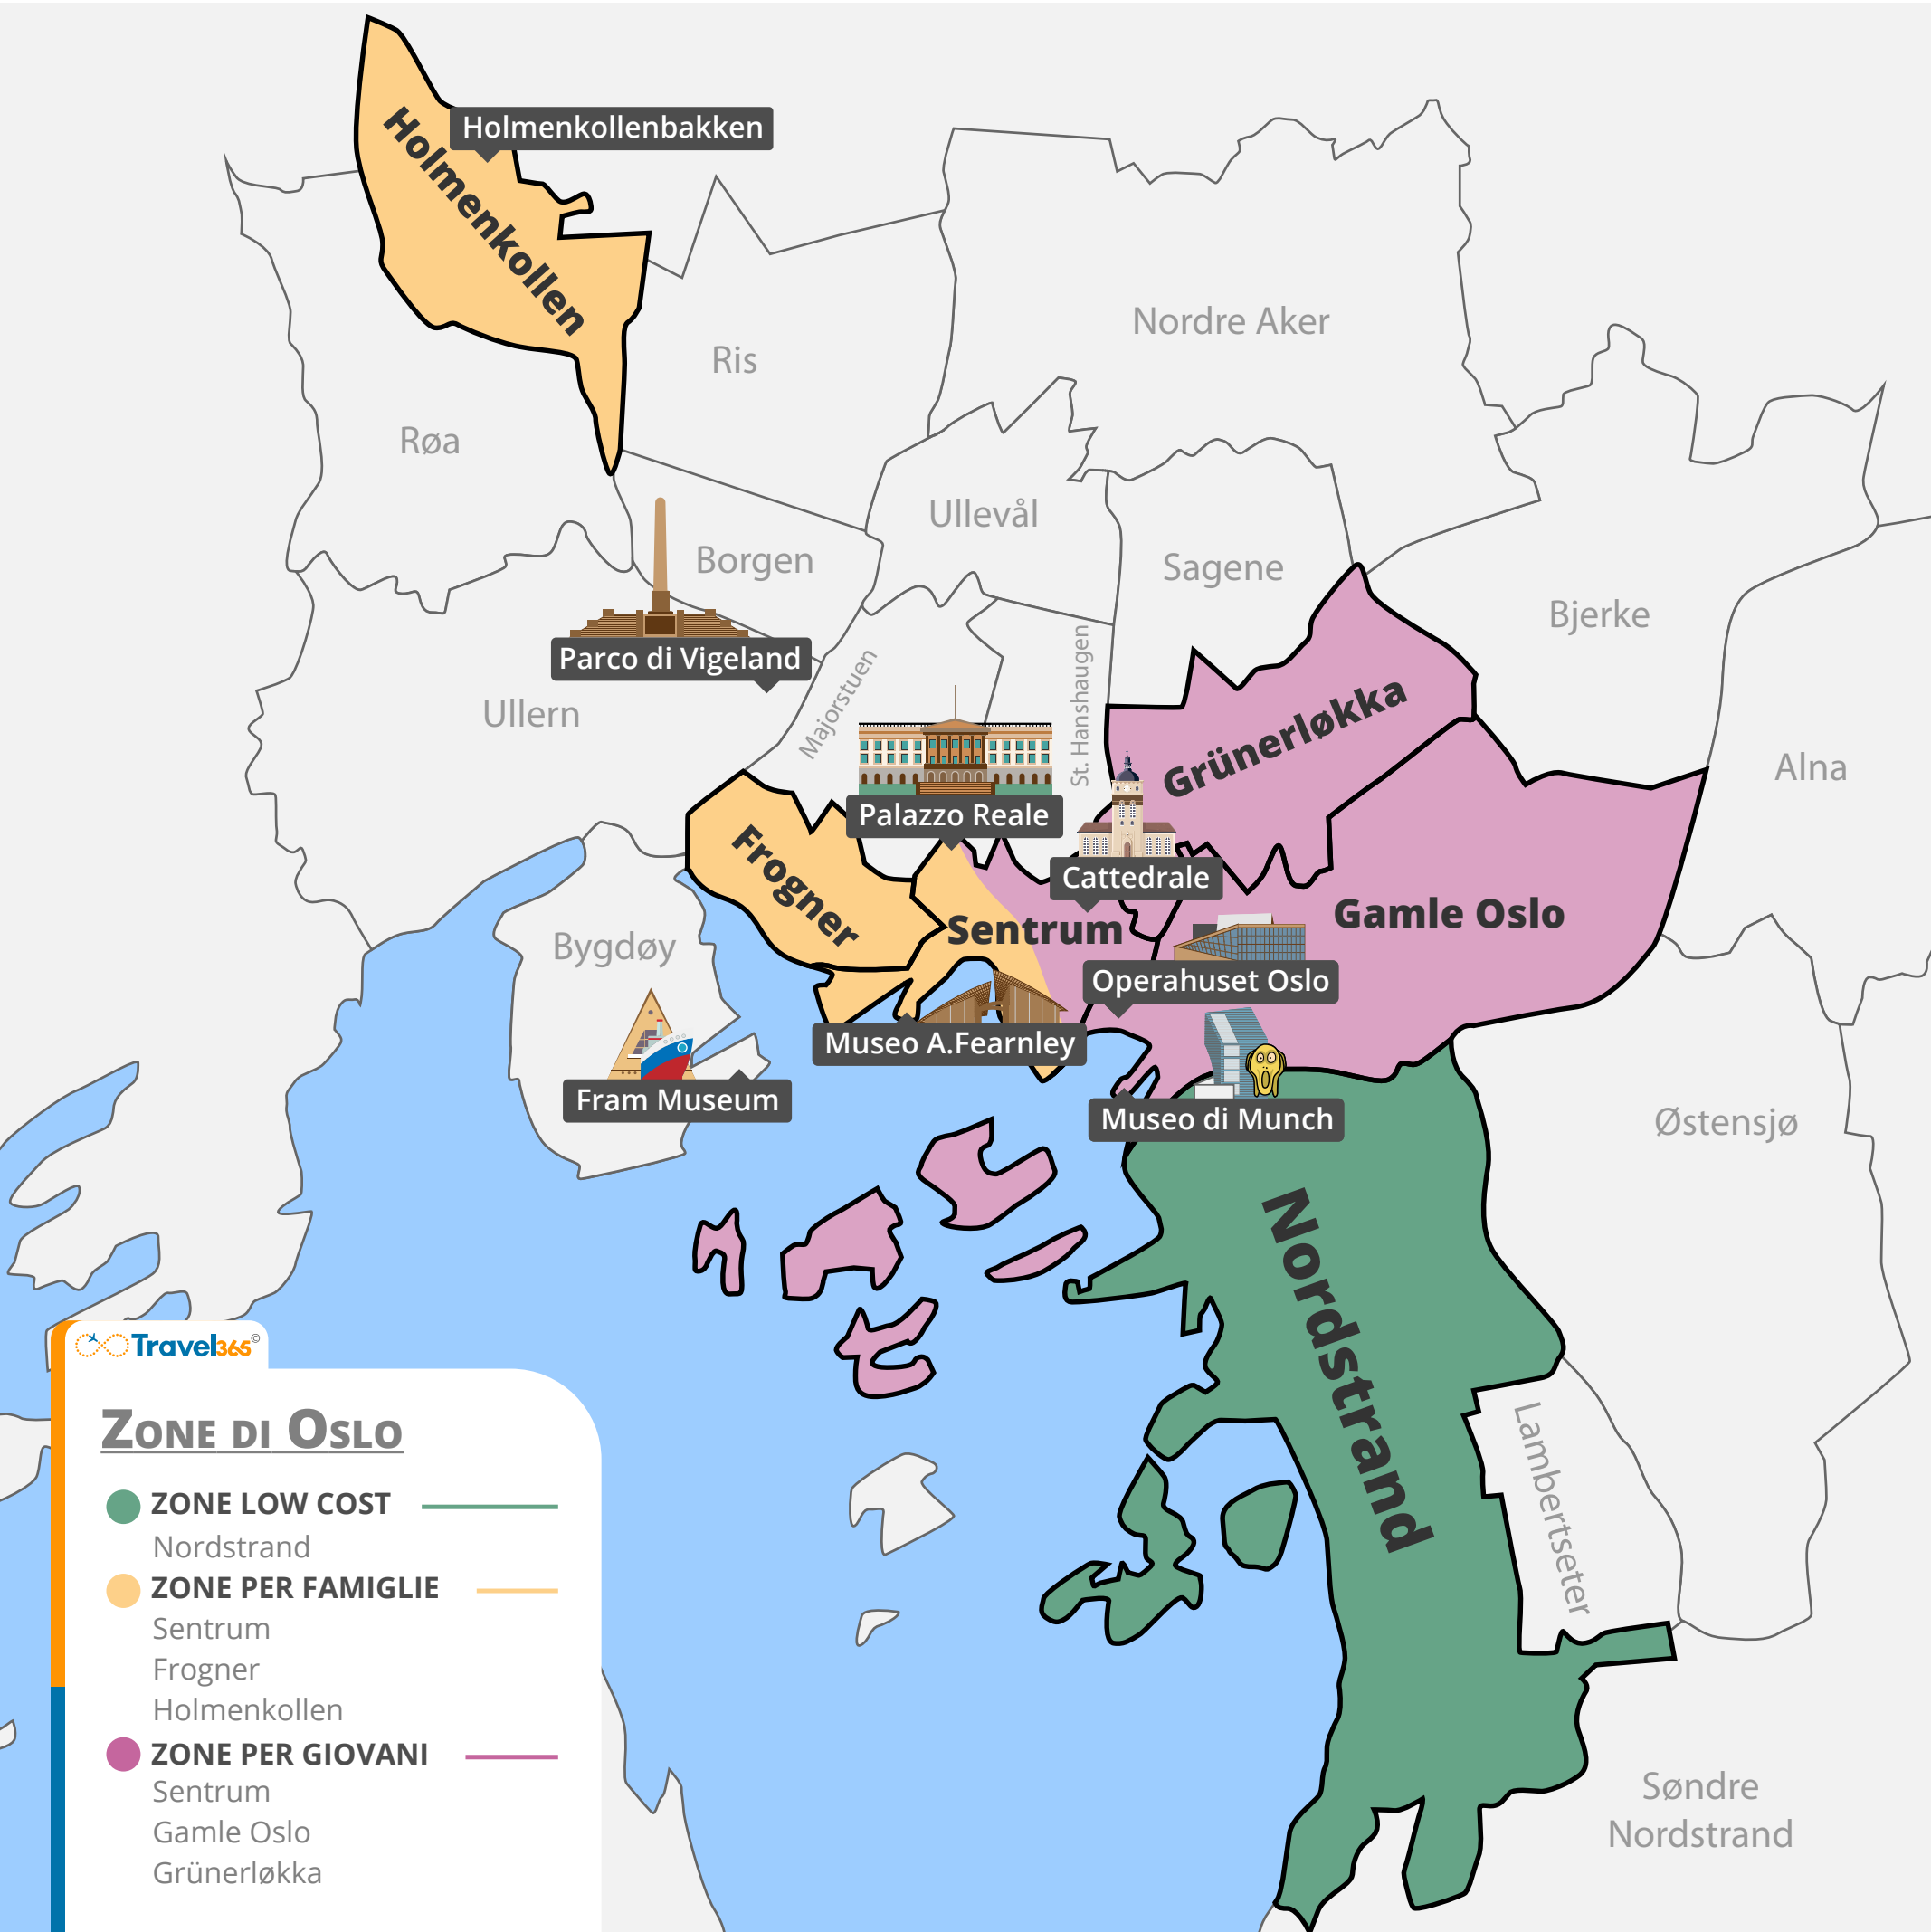 Holmenkollenbakken
Holmenkollen
Nordre Aker
Ris
Røa
Ullevål
Borgen
Sagene
Bjerke
Parco di Vigeland
Majorstuen
St. Hanshaugen
Ullern
Grünerløkka
Alna
Palazzo Reale
Frogner
Cattedrale
Sentrum
Gamle Oslo
Bygdøy
Operahuset Oslo
Museo A.Fearnley
Fram Museum
Museo di Munch
Østensjø
Nordstrand
Lambertseter
Søndre
Nordstrand
Travel365©
Zone di Oslo
ZONE LOW COST
Nordstrand
ZONE PER FAMIGLIE
Sentrum
Frogner
Holmenkollen
ZONE PER GIOVANI
Sentrum
Gamle Oslo
Grünerløkka